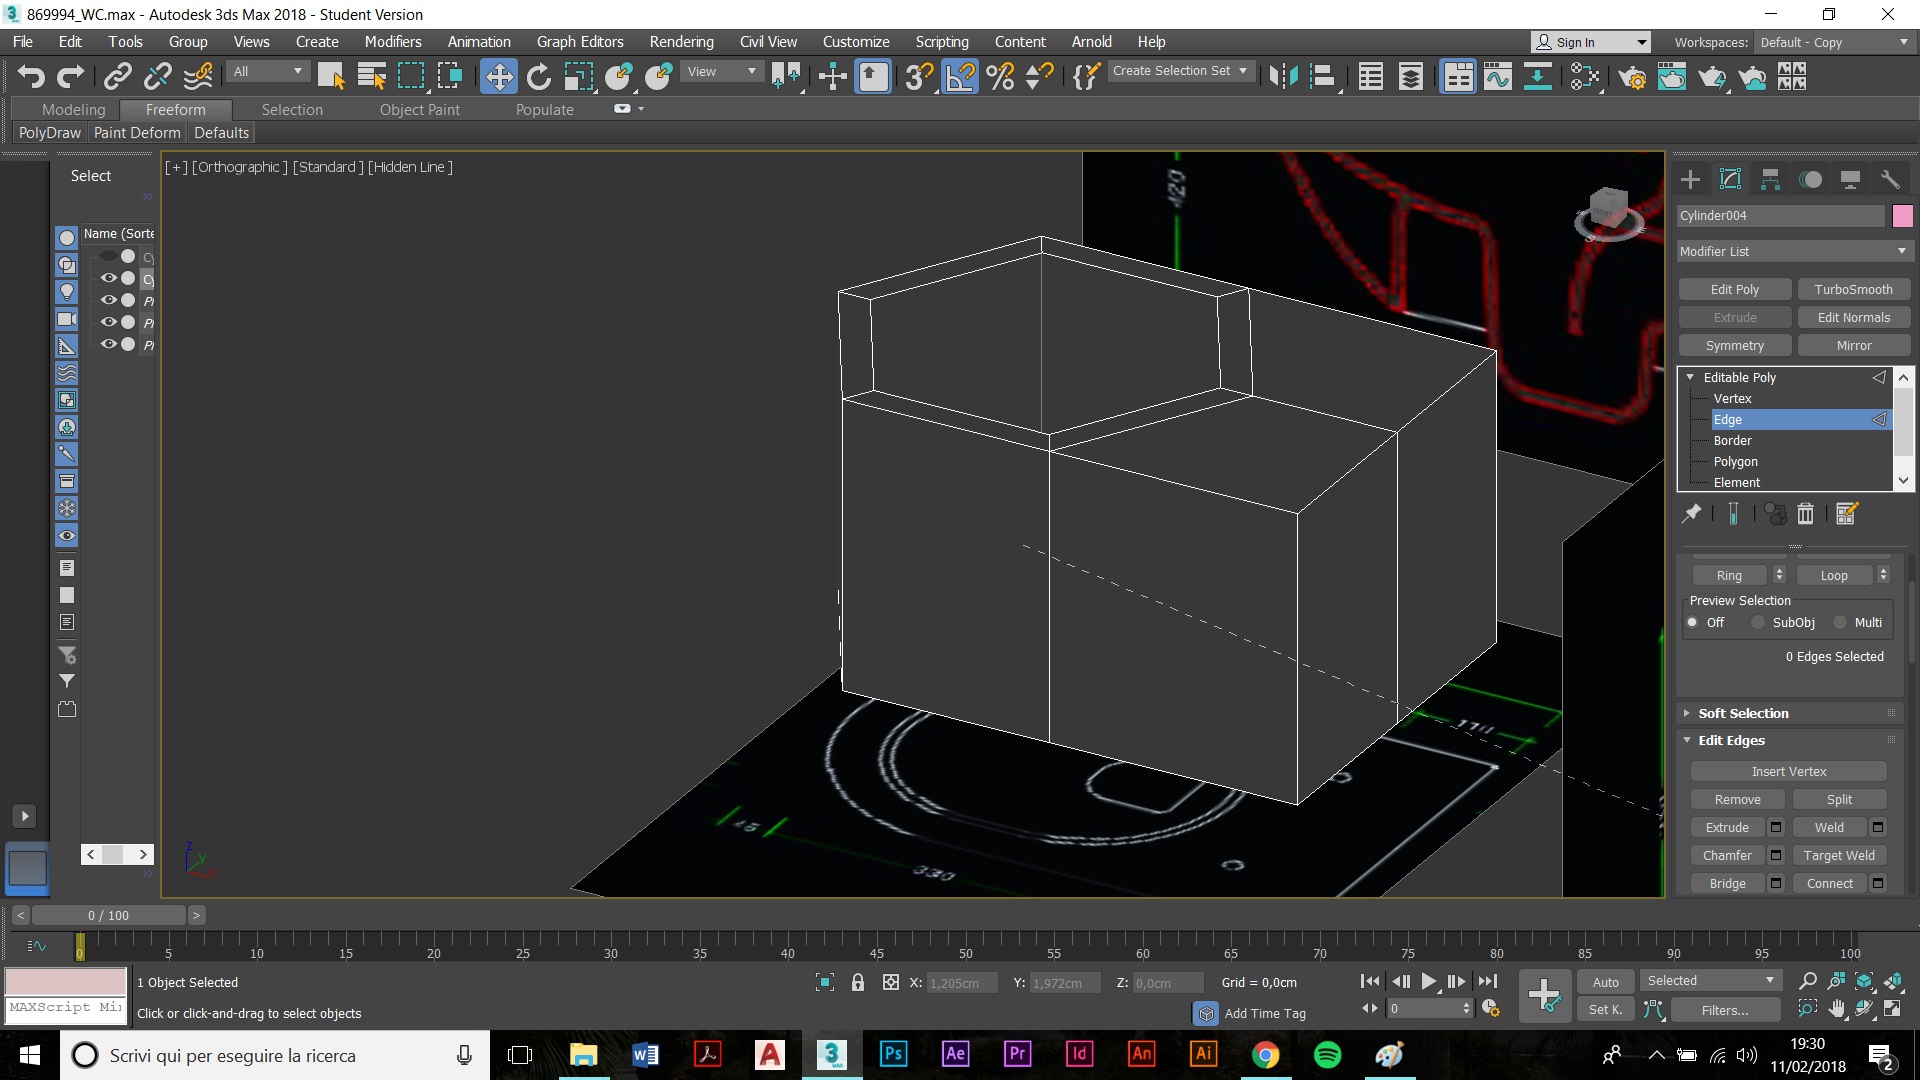 869994_WC.max - Autodesk 3ds Max 2018 - Student Version
File Edit Tools Group Views Create Modifiers Animation Graph Editors Rendering Civil View Customize Scripting Content Arnold Help
Sign In
Workspaces: Default - Copy
All
View
Create Selection Set
Modeling Freeform Selection Object Paint Populate
PolyDraw Paint Deform Defaults
Select
Name (Sorte
[+] [Orthographic ] [Standard ] [Hidden Line ]
420
170
330
Cylinder004
Modifier List
Edit Poly TurboSmooth
Extrude Edit Normals
Symmetry Mirror
Editable Poly
Vertex
Edge
Border
Polygon
Element
Ring Loop
Preview Selection
Off SubObj Multi
0 Edges Selected
Soft Selection
Edit Edges
Insert Vertex
Remove Split
Extrude Weld
Chamfer Target Weld
Bridge Connect
0 / 100
0 5 10 15 20 25 30 35 40 45 50 55 60 65 70 75 80 85 90 95 100
1 Object Selected
X: 1,205cm Y: 1,972cm Z: 0,0cm Grid = 0,0cm
Auto Selected
MAXScript Mi
Click or click-and-drag to select objects
Add Time Tag
0
Set K. Filters...
Scrivi qui per eseguire la ricerca
Ps Ae Pr Id An Ai
19:30
11/02/2018
2